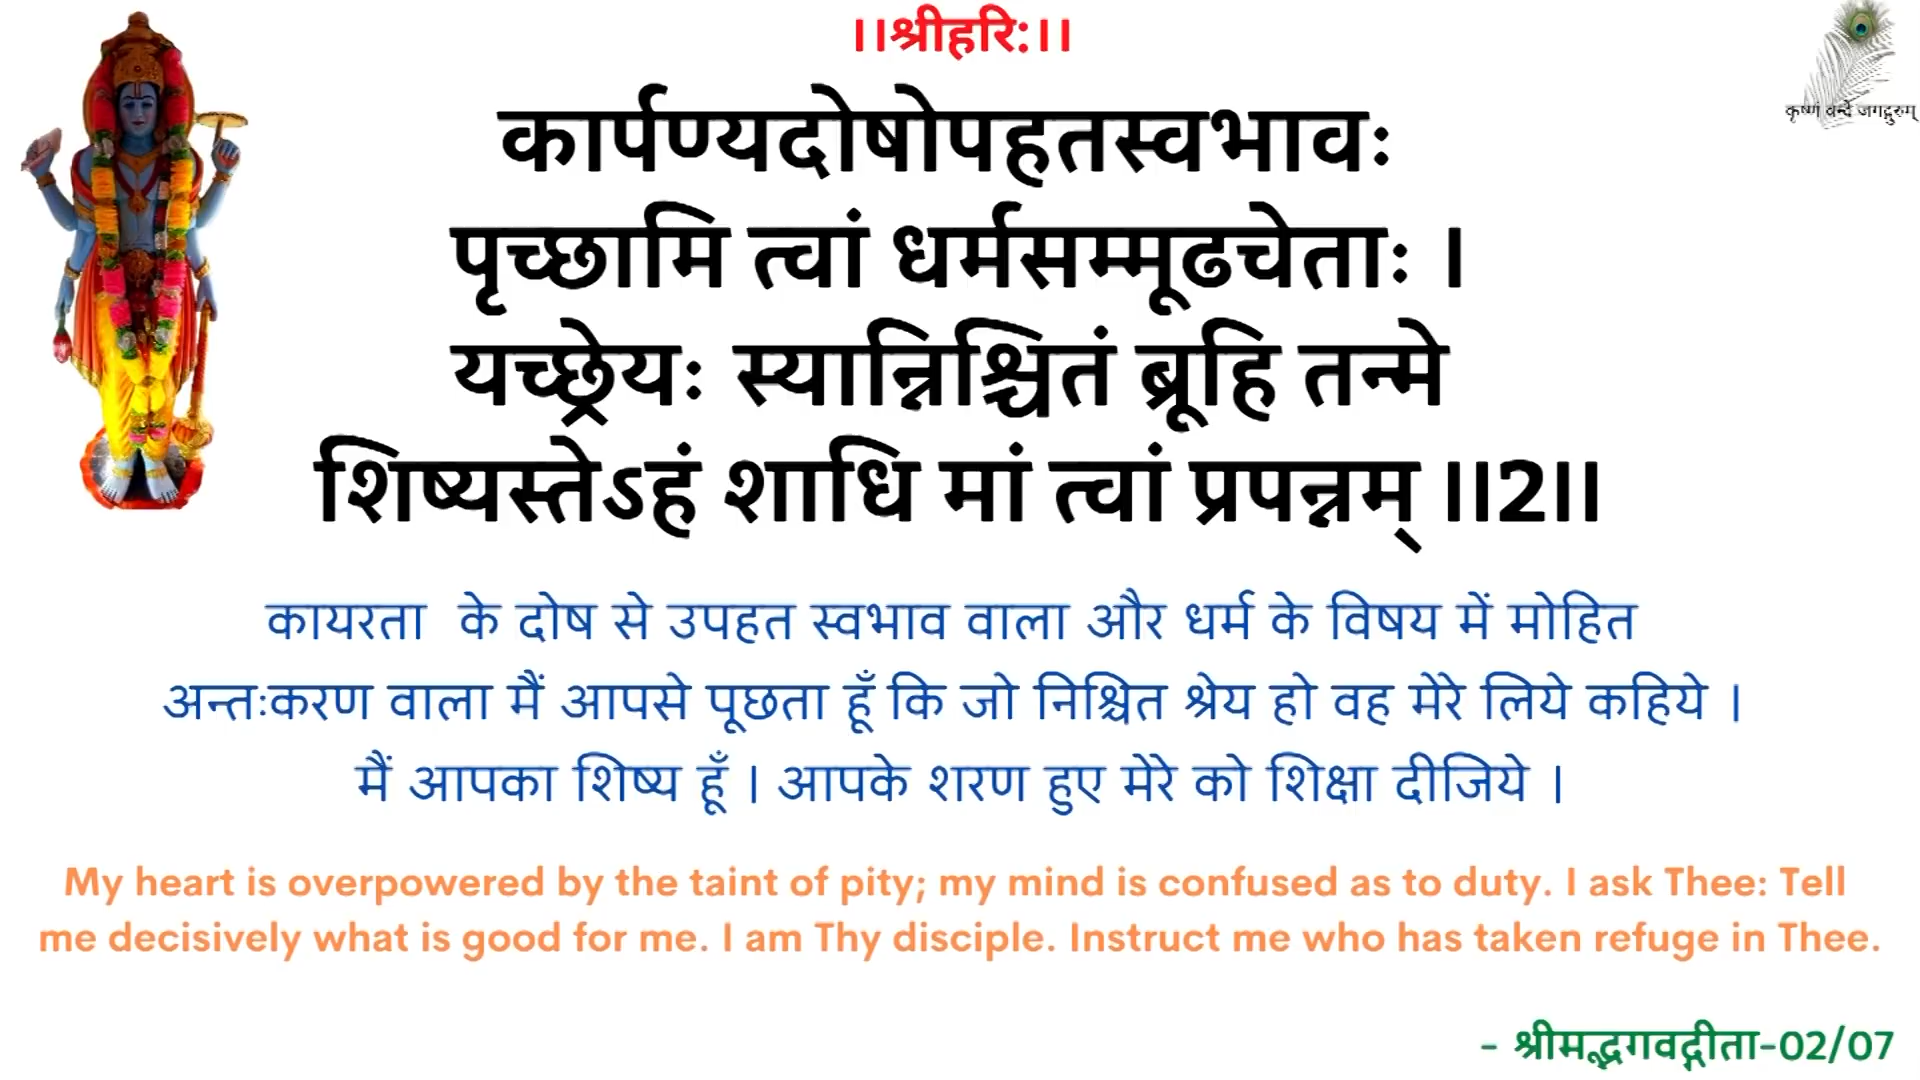 ।।श्रीहरि:।।
कृष्णं वन्दे जगद्गुरुम्
कार्पण्यदोषोपहतस्वभावः
पृच्छामि त्वां धर्मसम्मूढचेताः ।
यच्छ्रेयः स्यान्निश्चितं ब्रूहि तन्मे
शिष्यस्तेऽहं शाधि मां त्वां प्रपन्नम् ।।2।।
कायरता के दोष से उपहत स्वभाव वाला और धर्म के विषय में मोहित
अन्तःकरण वाला मैं आपसे पूछता हूँ कि जो निश्चित श्रेय हो वह मेरे लिये कहिये ।
मैं आपका शिष्य हूँ । आपके शरण हुए मेरे को शिक्षा दीजिये ।
My heart is overpowered by the taint of pity; my mind is confused as to duty. I ask Thee: Tell
me decisively what is good for me. I am Thy disciple. Instruct me who has taken refuge in Thee.
- श्रीमद्भगवद्गीता-02/07